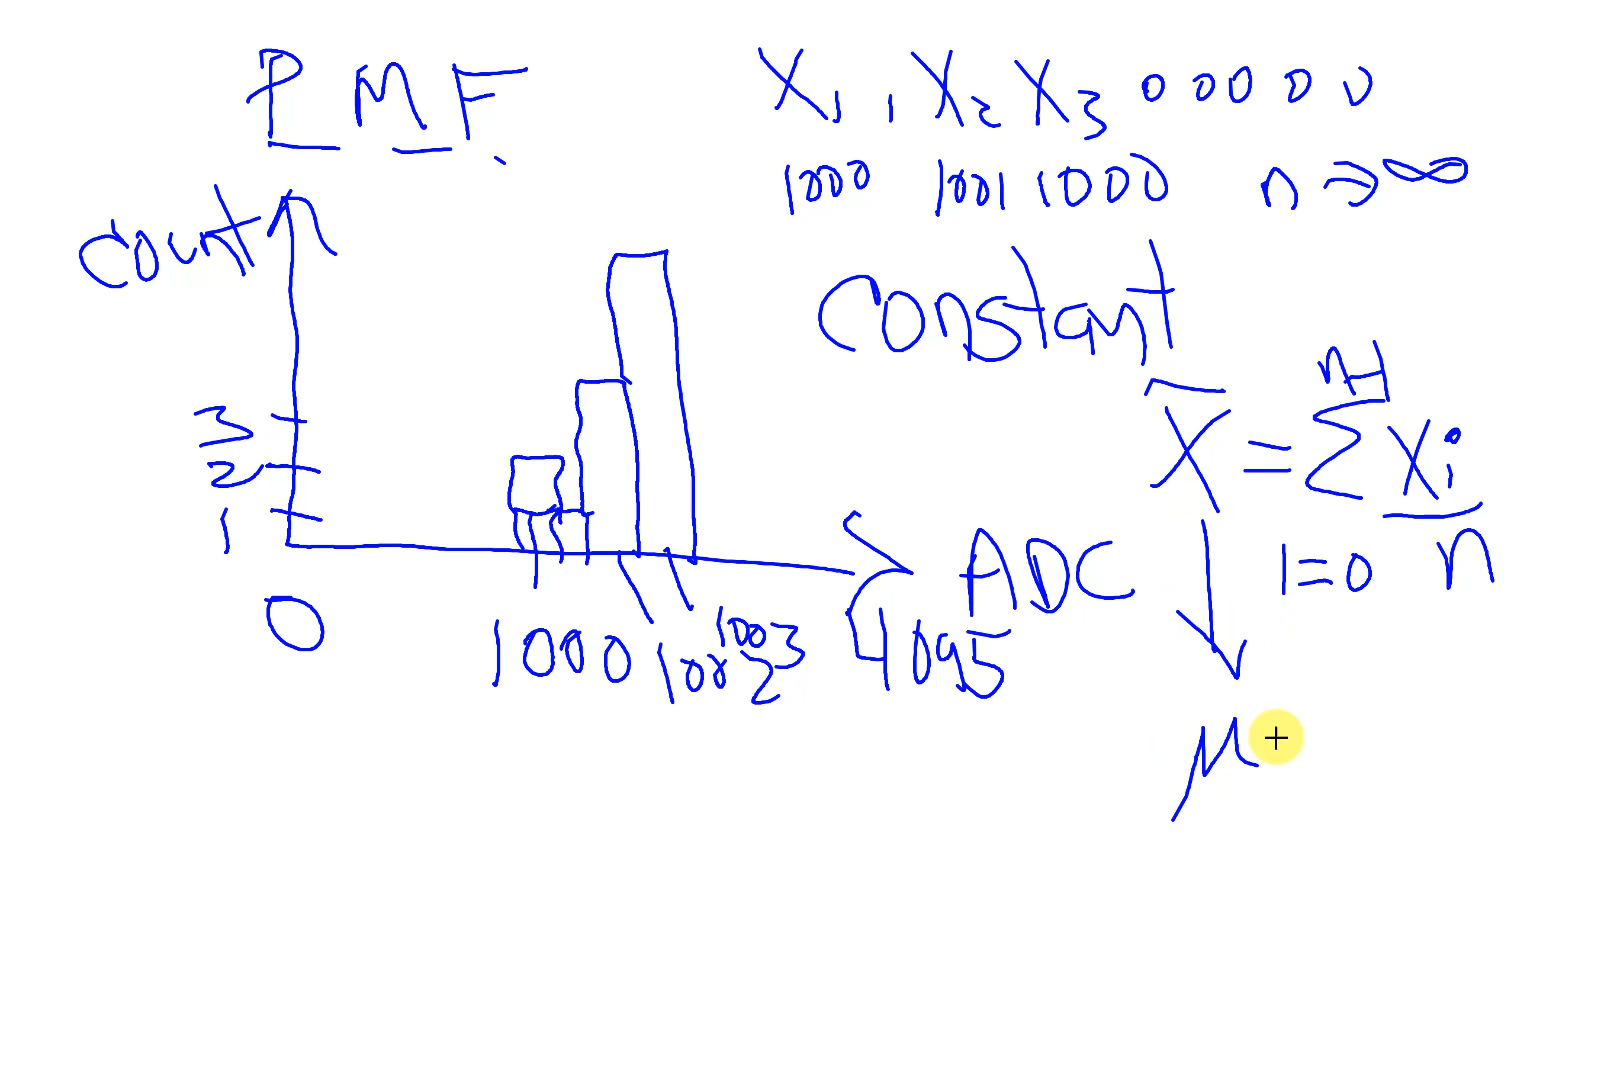 PMF
X₁, X₂ X₃ 0 0 0 0 0
1000 1001 1000 n ⇒ ∞
count
constant
3
2
1
0
X̄ = Σ xi / n
i=0
ADC
1000 1002 1003 4095
μ